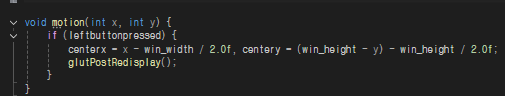 void motion(int x, int y) {
if (leftbuttonpressed) {
centerx = x - win_width / 2.0f, centery = (win_height - y) - win_height / 2.0f;
glutPostRedisplay();
}
}